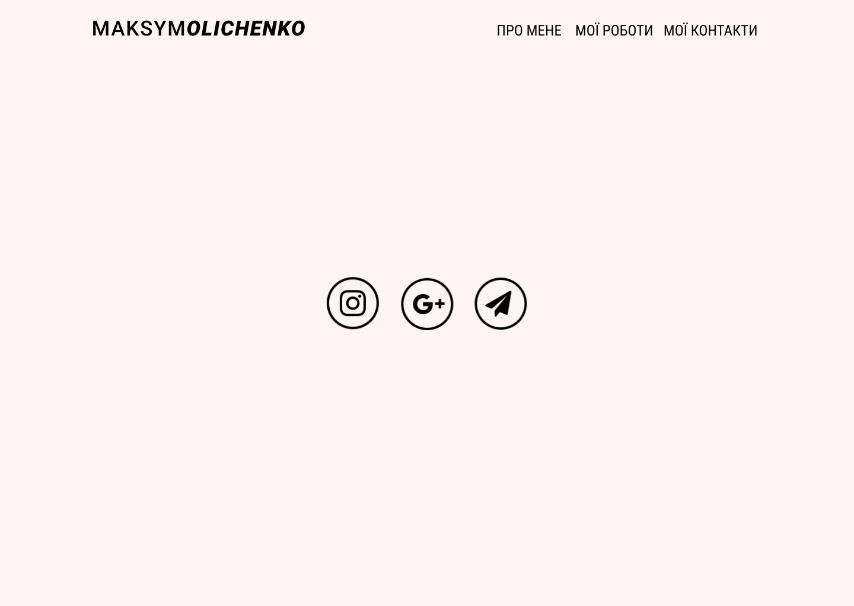 MAKSYMOLICHENKO ПРО МЕНЕ МОЇ РОБОТИ МОЇ КОНТАКТИ
G+